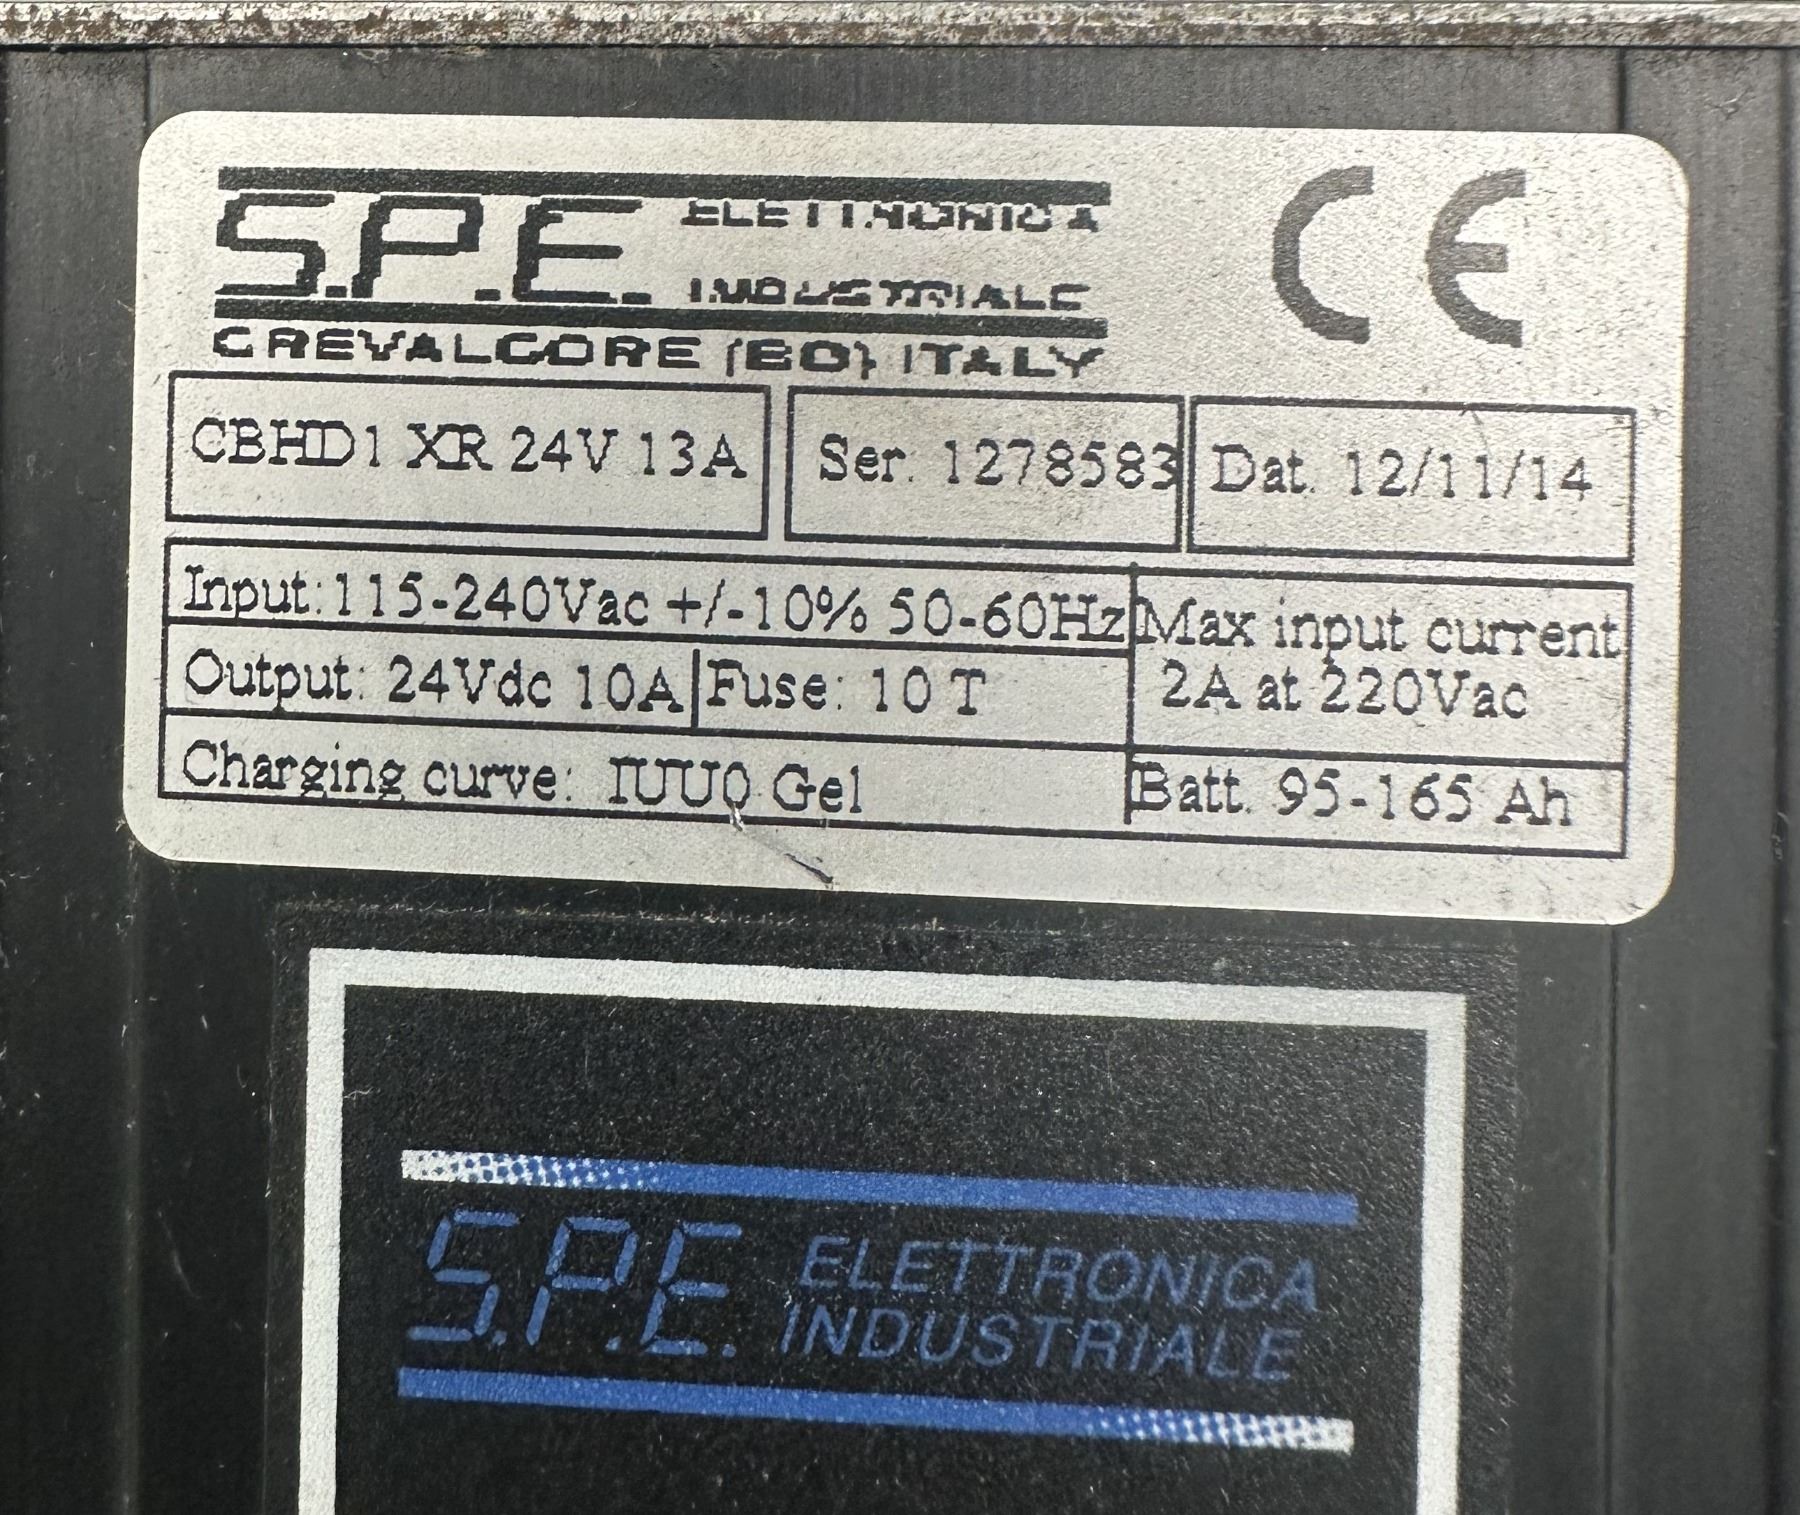 S.P.E. ELETTRONICA
INDUSTRIALE
CREVALCORE (BO) ITALY
CE
CBHD1 XR 24V 13A
Ser. 1278583
Dat. 12/11/14
Input:115-240Vac +/-10% 50-60Hz
Max input current
2A at 220Vac
Output: 24Vdc 10A
Fuse: 10 T
Charging curve: IUU0 Gel
Batt. 95-165 Ah
S.P.E. ELETTRONICA
INDUSTRIALE